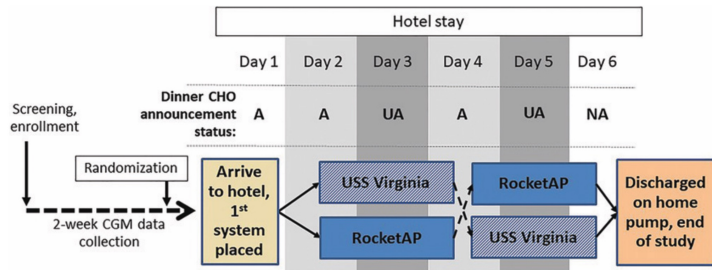 Hotel stay
Day 1 Day 2 Day 3 Day 4 Day 5 Day 6
Dinner CHO
announcement
status:
A A UA A UA NA
Screening,
enrollment
Randomization
2-week CGM data
collection
Arrive
to hotel,
1st
system
placed
USS Virginia
RocketAP
RocketAP
USS Virginia
Discharged
on home
pump, end
of study